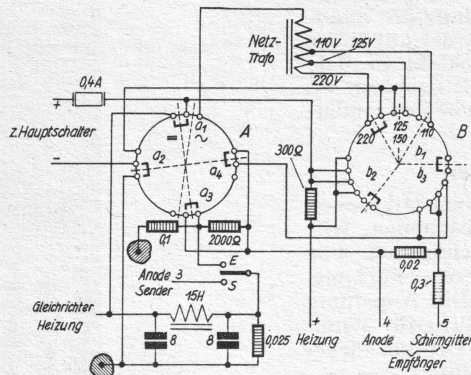 Netz-
Trafo
110V
125V
220V
0,4A
+
z.Hauptschalter
-
A
a1
= ~
a2
a4
a3
B
220
125
150
110
b1
b3
b2
b2
300Ω
0,1
2000Ω
0,02
0,3
E
Anode 3
Sender
S
Gleichrichter
Heizung
15H
8
8
0,025
+
Heizung
4
Anode
5
Schirmgitter
Empfänger